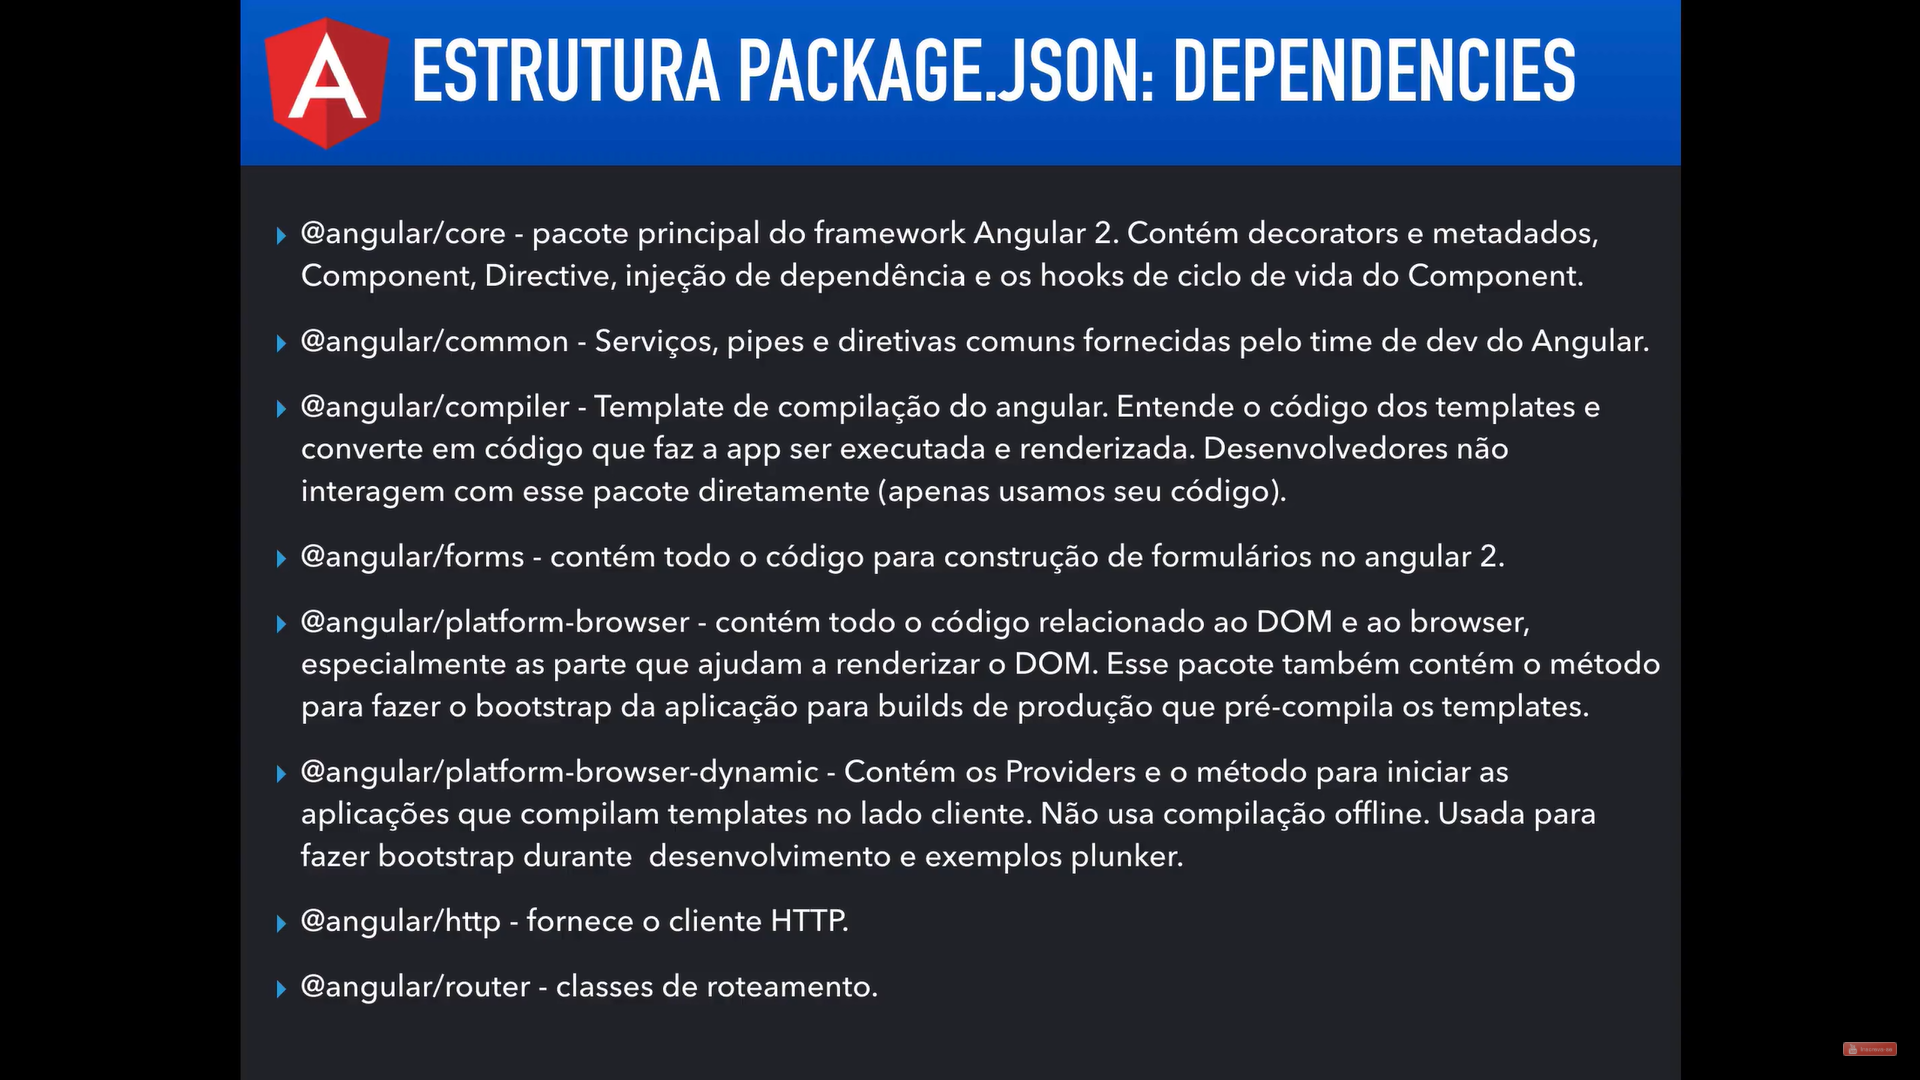 ESTRUTURA PACKAGE.JSON: DEPENDENCIES
@angular/core - pacote principal do framework Angular 2. Contém decorators e metadados,
Component, Directive, injeção de dependência e os hooks de ciclo de vida do Component.
@angular/common - Serviços, pipes e diretivas comuns fornecidas pelo time de dev do Angular.
@angular/compiler - Template de compilação do angular. Entende o código dos templates e
converte em código que faz a app ser executada e renderizada. Desenvolvedores não
interagem com esse pacote diretamente (apenas usamos seu código).
@angular/forms - contém todo o código para construção de formulários no angular 2.
@angular/platform-browser - contém todo o código relacionado ao DOM e ao browser,
especialmente as parte que ajudam a renderizar o DOM. Esse pacote também contém o método
para fazer o bootstrap da aplicação para builds de produção que pré-compila os templates.
@angular/platform-browser-dynamic - Contém os Providers e o método para iniciar as
aplicações que compilam templates no lado cliente. Não usa compilação offline. Usada para
fazer bootstrap durante  desenvolvimento e exemplos plunker.
@angular/http - fornece o cliente HTTP.
@angular/router - classes de roteamento.